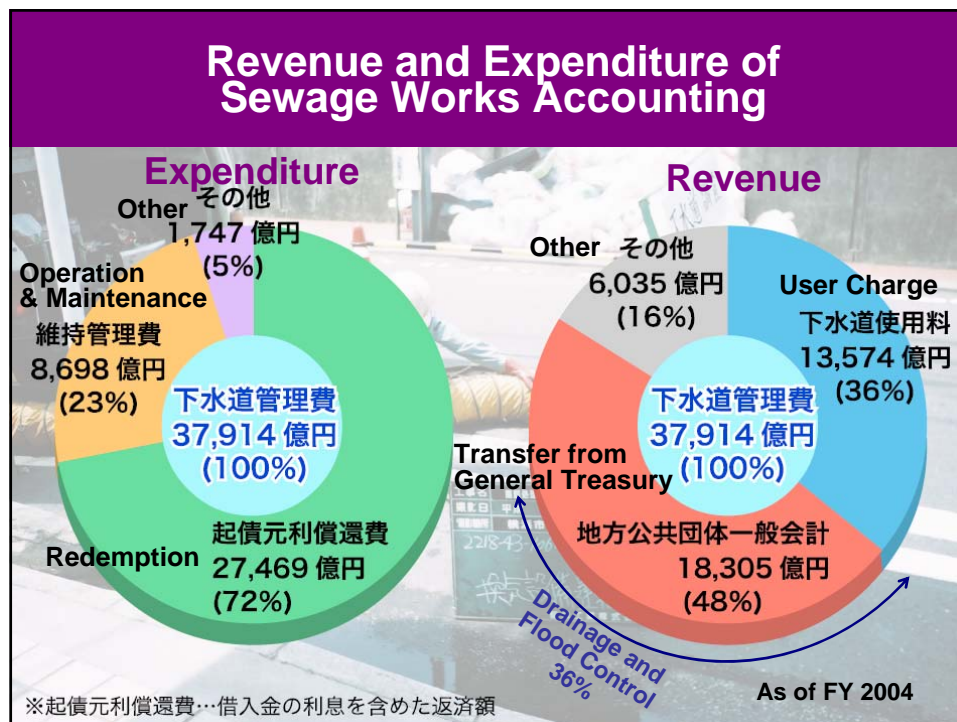 Revenue and Expenditure of
Sewage Works Accounting
Expenditure
Other その他
1,747 億円
(5%)
Operation
& Maintenance
維持管理費
8,698 億円
(23%)
下水道管理費
37,914 億円
(100%)
Redemption
起債元利償還費
27,469 億円
(72%)
Revenue
Other その他
6,035 億円
(16%)
User Charge
下水道使用料
13,574 億円
(36%)
下水道管理費
37,914 億円
(100%)
Transfer from
General Treasury
地方公共団体一般会計
18,305 億円
(48%)
Drainage and
Flood Control
36%
※起債元利償還費…借入金の利息を含めた返済額
As of FY 2004